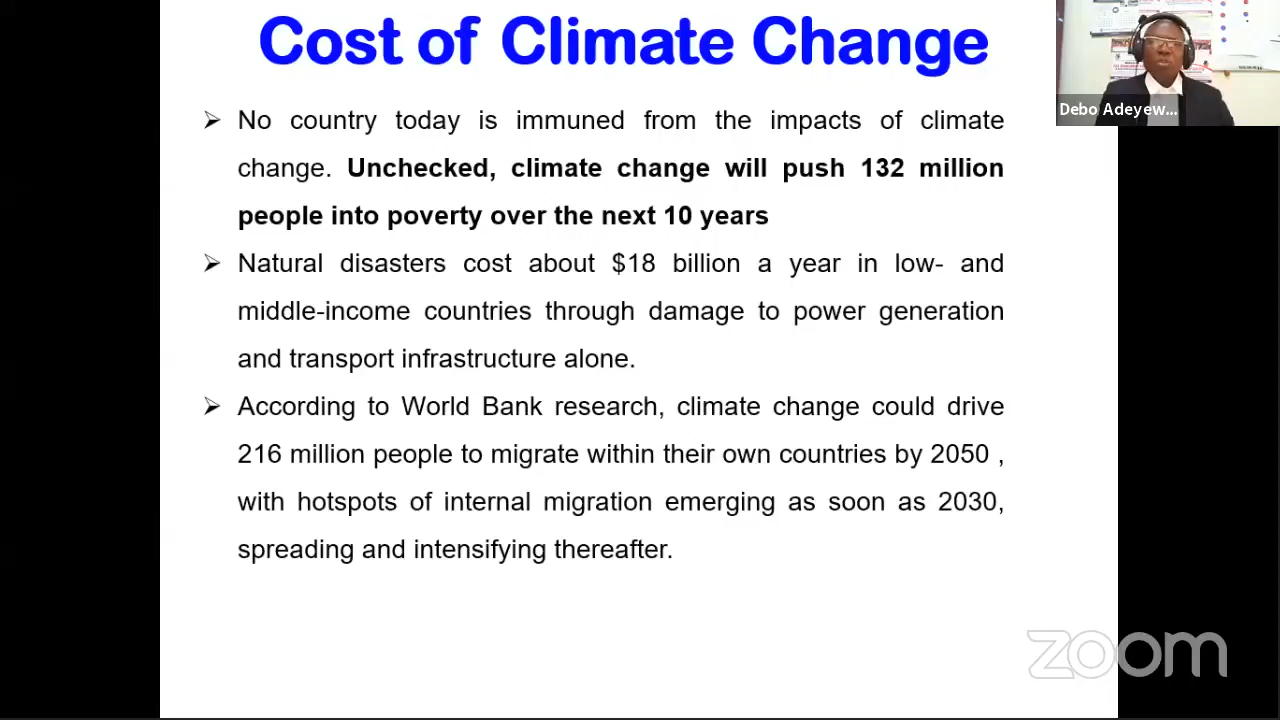 Cost of Climate Change
➢ No country today is immune from the impacts of climate
change. Unchecked, climate change will push 132 million
people into poverty over the next 10 years
➢ Natural disasters cost about $18 billion a year in low- and
middle-income countries through damage to power generation
and transport infrastructure alone.
➢ According to World Bank research, climate change could drive
216 million people to migrate within their own countries by 2050 ,
with hotspots of internal migration emerging as soon as 2030,
spreading and intensifying thereafter.
Debo Adeyew...
zoom